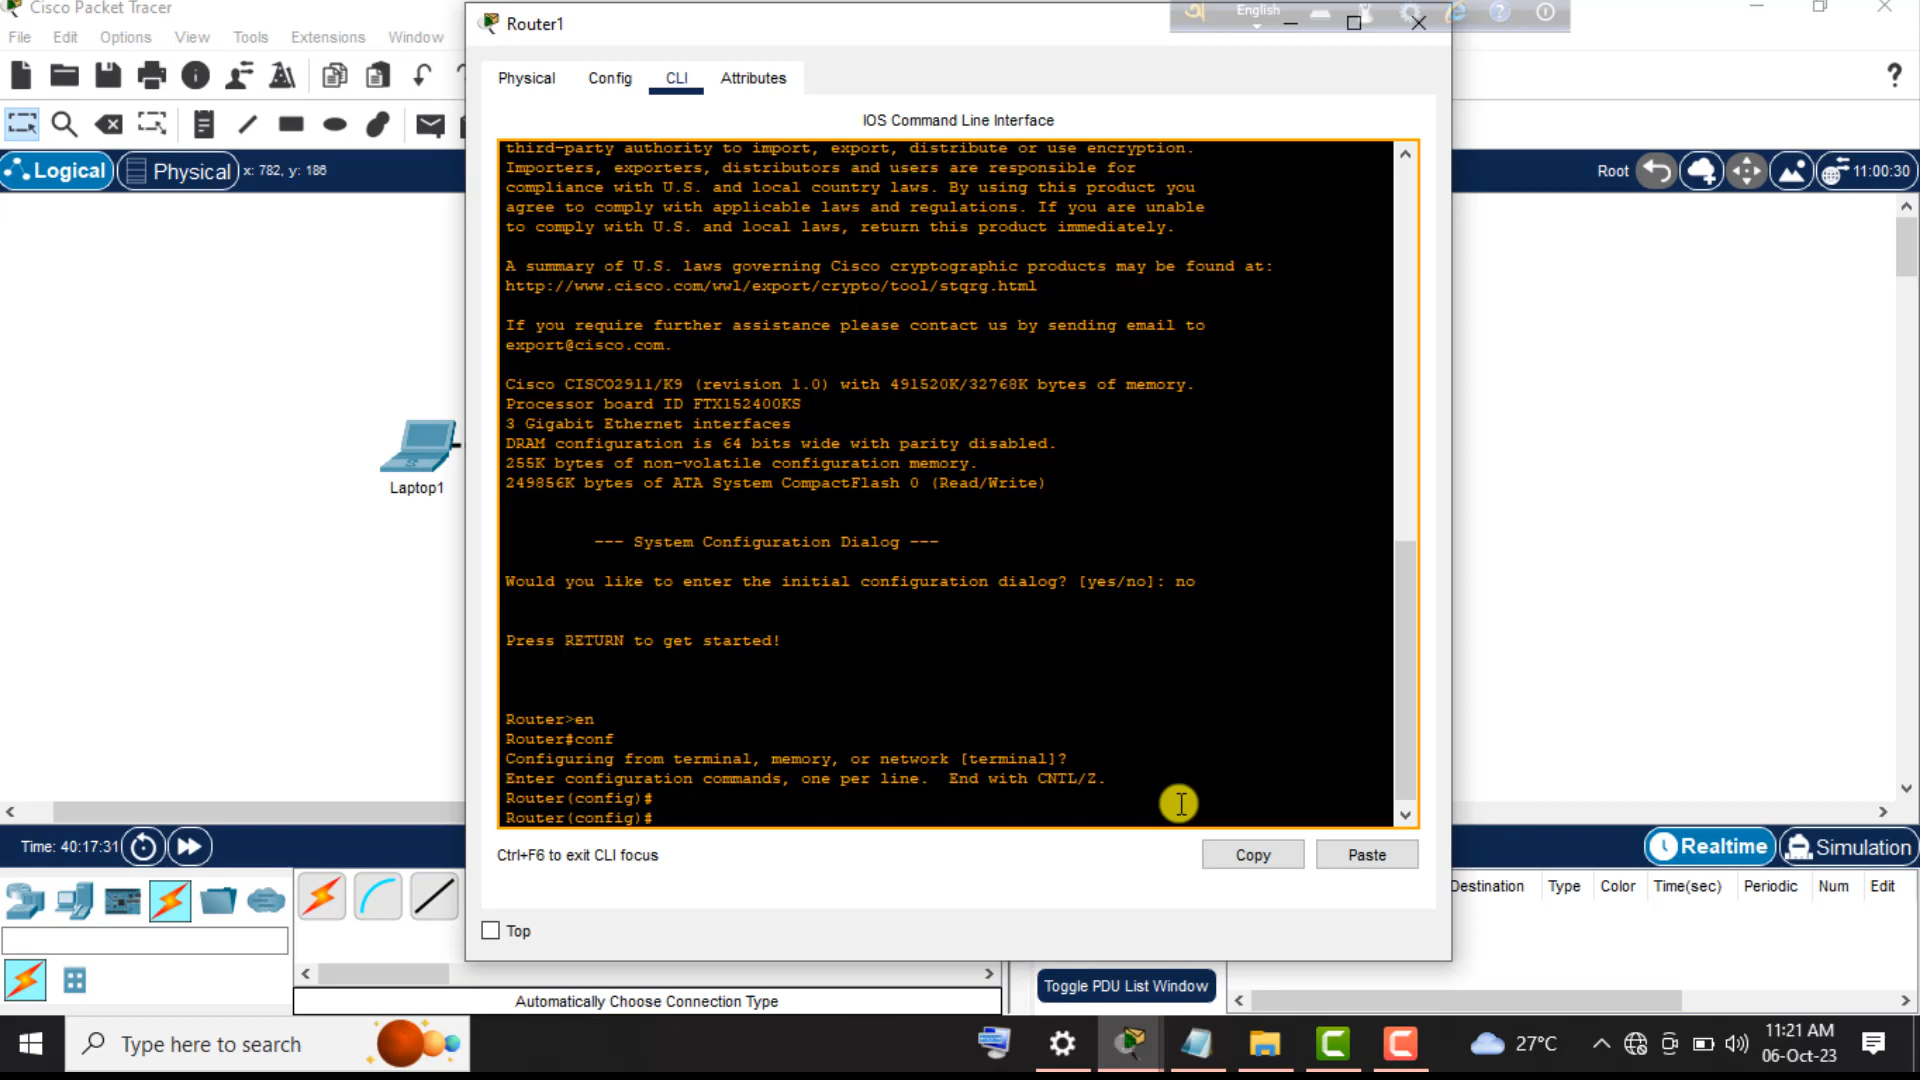 Cisco Packet Tracer
File Edit Options View Tools Extensions Window
Logical Physical x: 782, y: 186
Laptop1
Router1
English
Physical Config CLI Attributes
IOS Command Line Interface
third-party authority to import, export, distribute or use encryption.
Importers, exporters, distributors and users are responsible for
compliance with U.S. and local country laws. By using this product you
agree to comply with applicable laws and regulations. If you are unable
to comply with U.S. and local laws, return this product immediately.
A summary of U.S. laws governing Cisco cryptographic products may be found at:
http://www.cisco.com/wwl/export/crypto/tool/stqrg.html
If you require further assistance please contact us by sending email to
export@cisco.com.
Cisco CISCO2911/K9 (revision 1.0) with 491520K/32768K bytes of memory.
Processor board ID FTX152400KS
3 Gigabit Ethernet interfaces
DRAM configuration is 64 bits wide with parity disabled.
255K bytes of non-volatile configuration memory.
249856K bytes of ATA System CompactFlash 0 (Read/Write)
--- System Configuration Dialog ---
Would you like to enter the initial configuration dialog? [yes/no]: no
Press RETURN to get started!
Router>en
Router#conf
Configuring from terminal, memory, or network [terminal]?
Enter configuration commands, one per line. End with CNTL/Z.
Router(config)#
Router(config)#
Ctrl+F6 to exit CLI focus
Copy Paste
Top
Root 11:00:30
Time: 40:17:31
Realtime Simulation
Destination Type Color Time(sec) Periodic Num Edit
Toggle PDU List Window
Automatically Choose Connection Type
Type here to search
27°C
11:21 AM
06-Oct-23